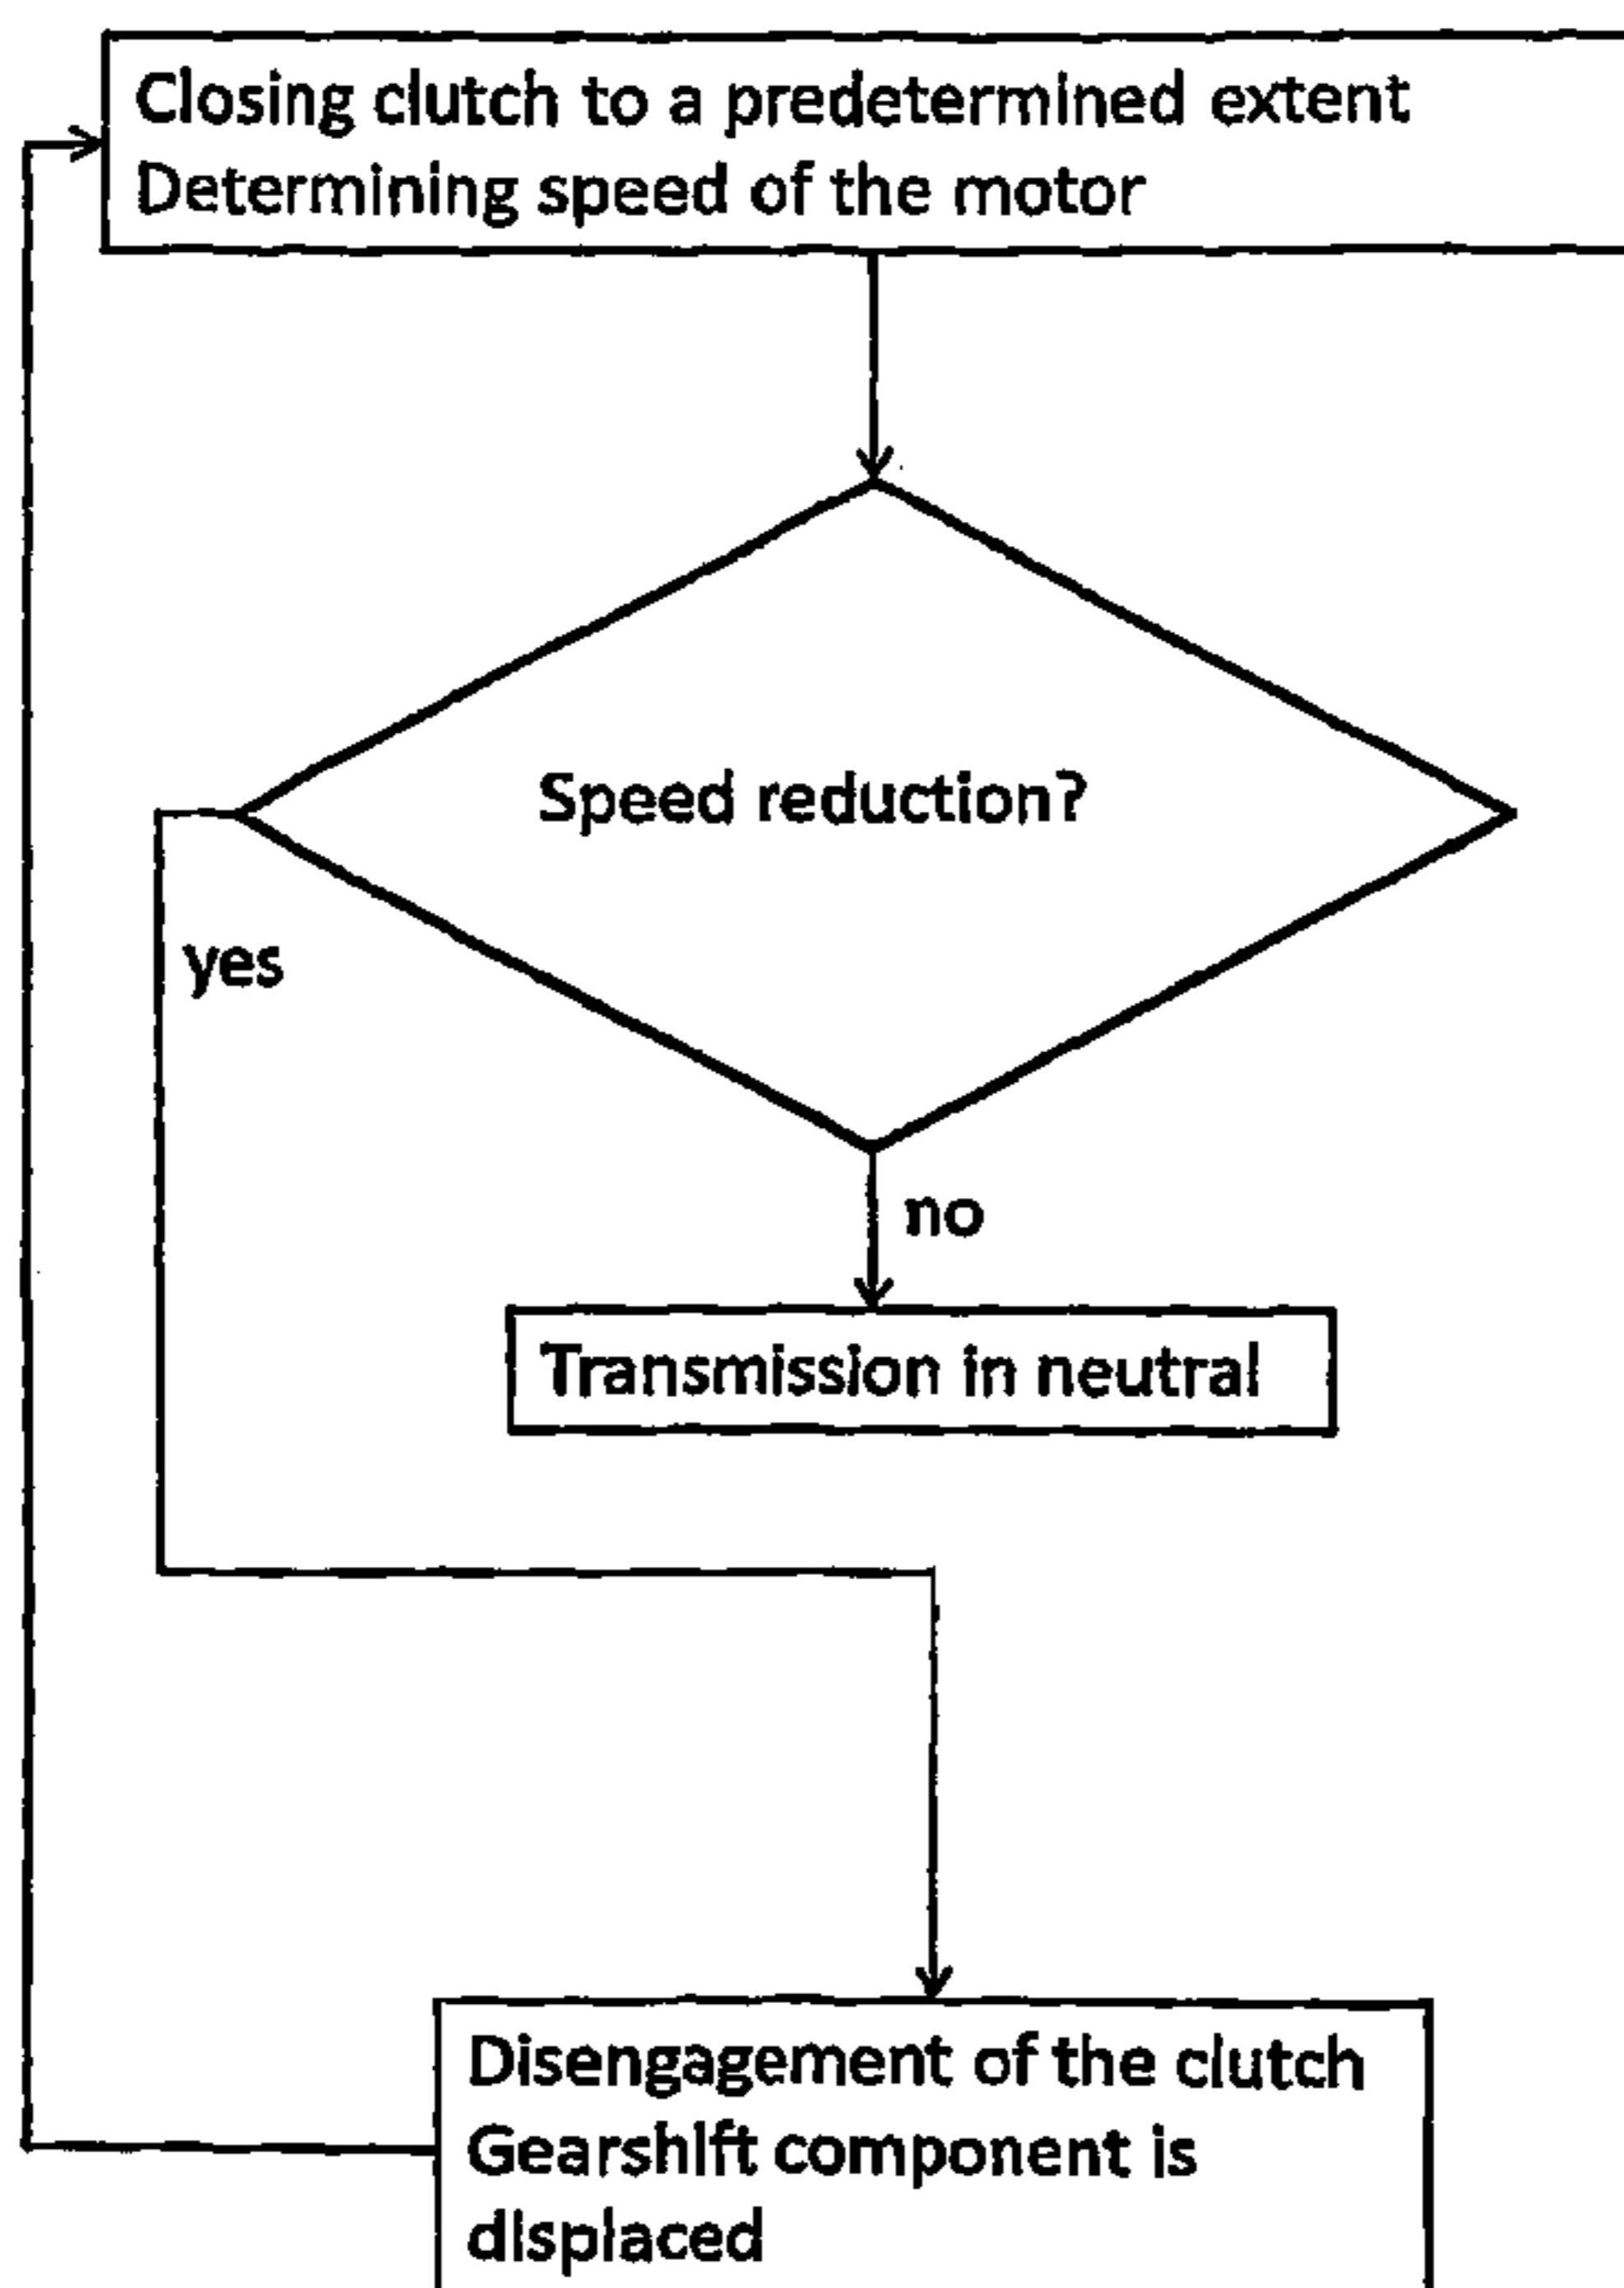 Closing clutch to a predetermined extent
Determining speed of the motor
Speed reduction?
yes
no
Transmission in neutral
Disengagement of the clutch
Gearshift component is
displaced